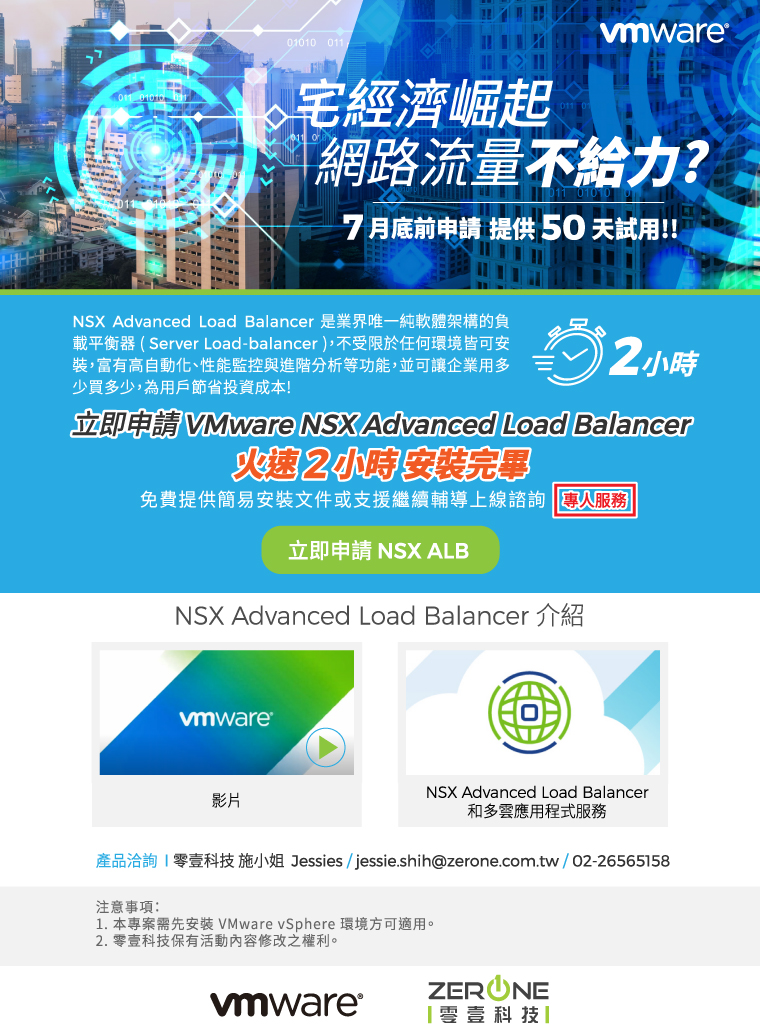 vmware®
01010 011
宅經濟崛起
網路流量不給力?
7月底前申請 提供 50 天試用!!
NSX Advanced Load Balancer 是業界唯一純軟體架構的負
載平衡器 ( Server Load-balancer ),不受限於任何環境皆可安
裝,富有高自動化、性能監控與進階分析等功能,並可讓企業用多
少買多少,為用戶節省投資成本!
2小時
立即申請 VMware NSX Advanced Load Balancer
火速 2 小時 安裝完畢
免費提供簡易安裝文件或支援繼續輔導上線諮詢 專人服務
立即申請 NSX ALB
NSX Advanced Load Balancer 介紹
vmware®
影片
NSX Advanced Load Balancer
和多雲應用程式服務
產品洽詢 | 零壹科技 施小姐 Jessies / jessie.shih@zerone.com.tw / 02-26565158
注意事項:
1. 本專案需先安裝 VMware vSphere 環境方可適用。
2. 零壹科技保有活動內容修改之權利。
vmware®
ZERONE
零壹科技